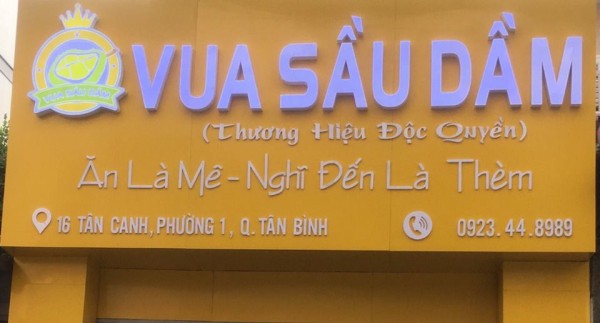 VUA SẦU DẦM
(Thương Hiệu Độc Quyền)
Ăn Là Mê - Nghĩ Đến Là Thèm
16 TÂN CANH, PHƯỜNG 1, Q. TÂN BÌNH
0923.44.8989